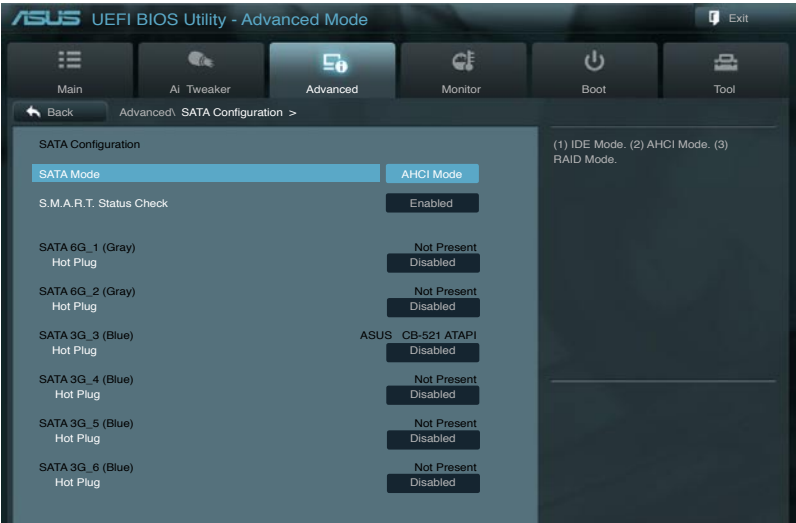 ASUS UEFI BIOS Utility - Advanced Mode
Exit
Main Ai Tweaker Advanced Monitor Boot Tool
Back Advanced\ SATA Configuration >
SATA Configuration
SATA Mode AHCI Mode
S.M.A.R.T. Status Check Enabled
SATA 6G_1 (Gray) Not Present
Hot Plug Disabled
SATA 6G_2 (Gray) Not Present
Hot Plug Disabled
SATA 3G_3 (Blue) ASUS CB-521 ATAPI
Hot Plug Disabled
SATA 3G_4 (Blue) Not Present
Hot Plug Disabled
SATA 3G_5 (Blue) Not Present
Hot Plug Disabled
SATA 3G_6 (Blue) Not Present
Hot Plug Disabled
(1) IDE Mode. (2) AHCI Mode. (3)
RAID Mode.